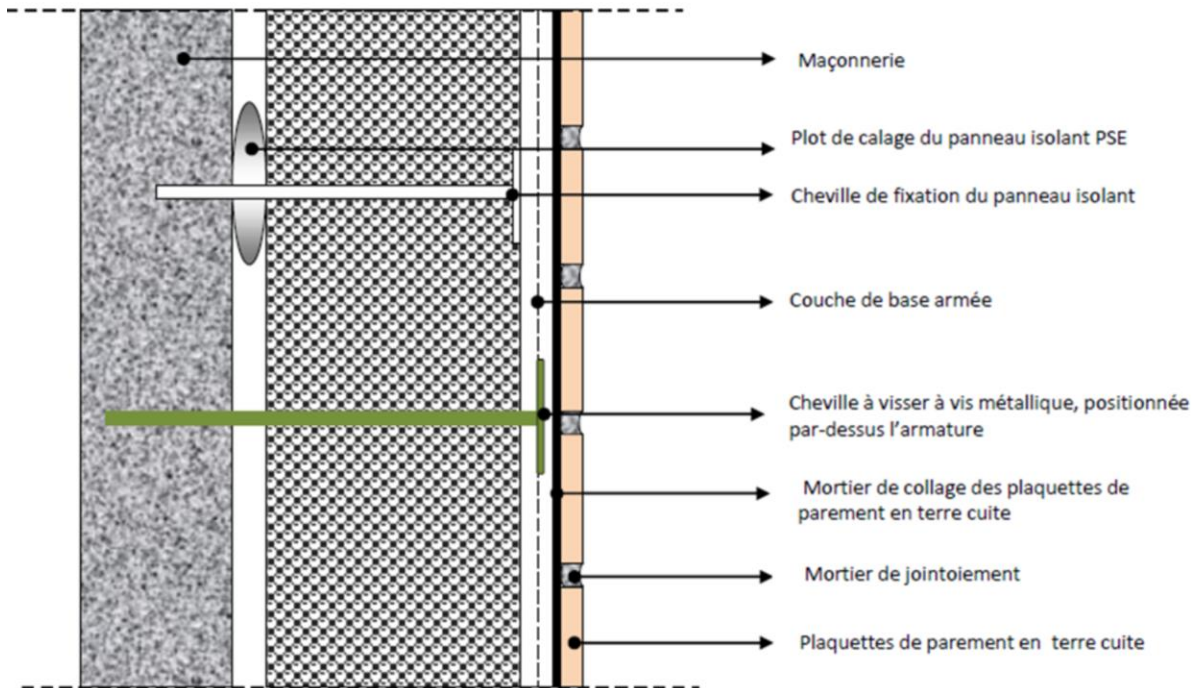 Maçonnerie
Plot de calage du panneau isolant PSE
Cheville de fixation du panneau isolant
Couche de base armée
Cheville à visser à vis métallique, positionnée
par-dessus l’armature
Mortier de collage des plaquettes de
parement en terre cuite
Mortier de jointoiement
Plaquettes de parement en terre cuite